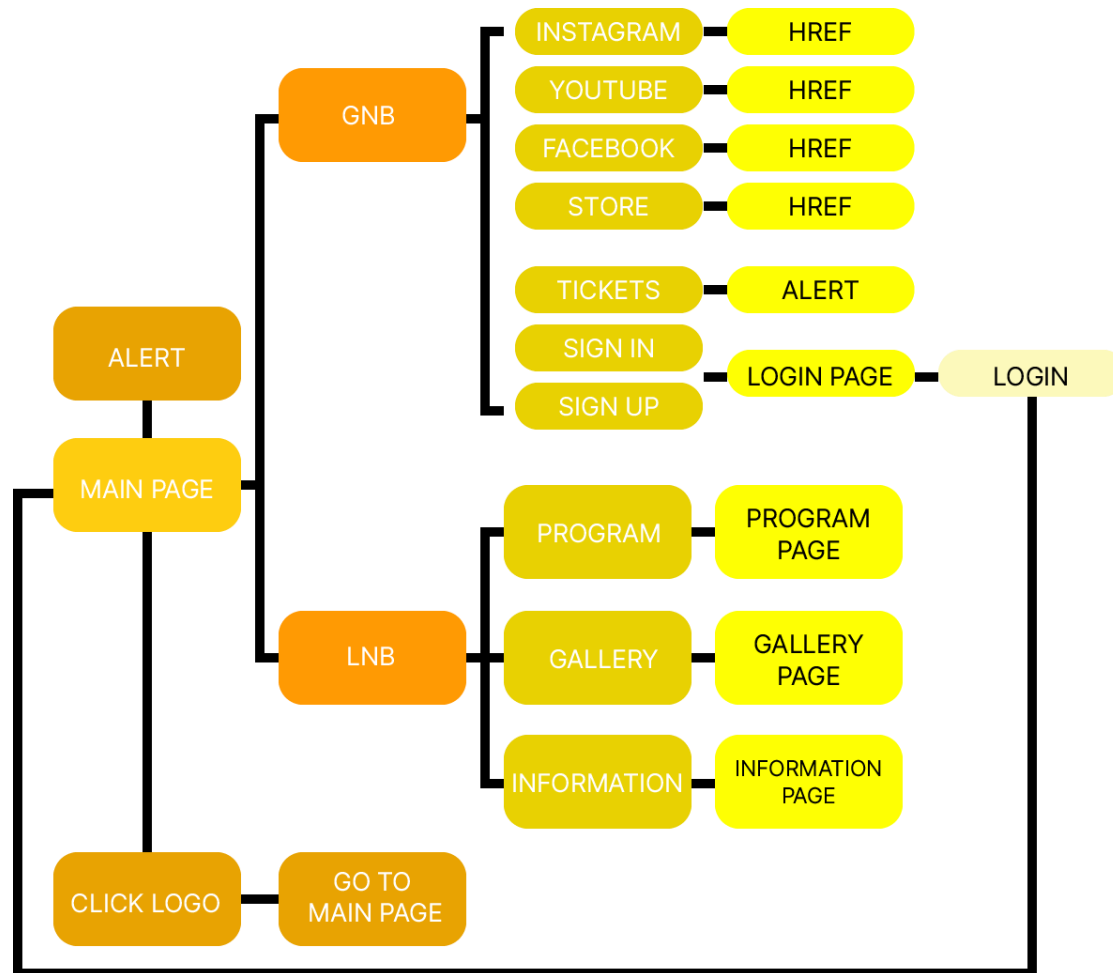 INSTAGRAM
HREF
YOUTUBE
HREF
GNB
FACEBOOK
HREF
STORE
HREF
TICKETS
ALERT
ALERT
SIGN IN
LOGIN PAGE
LOGIN
SIGN UP
MAIN PAGE
PROGRAM
PROGRAM
PAGE
LNB
GALLERY
GALLERY
PAGE
INFORMATION
INFORMATION
PAGE
CLICK LOGO
GO TO
MAIN PAGE